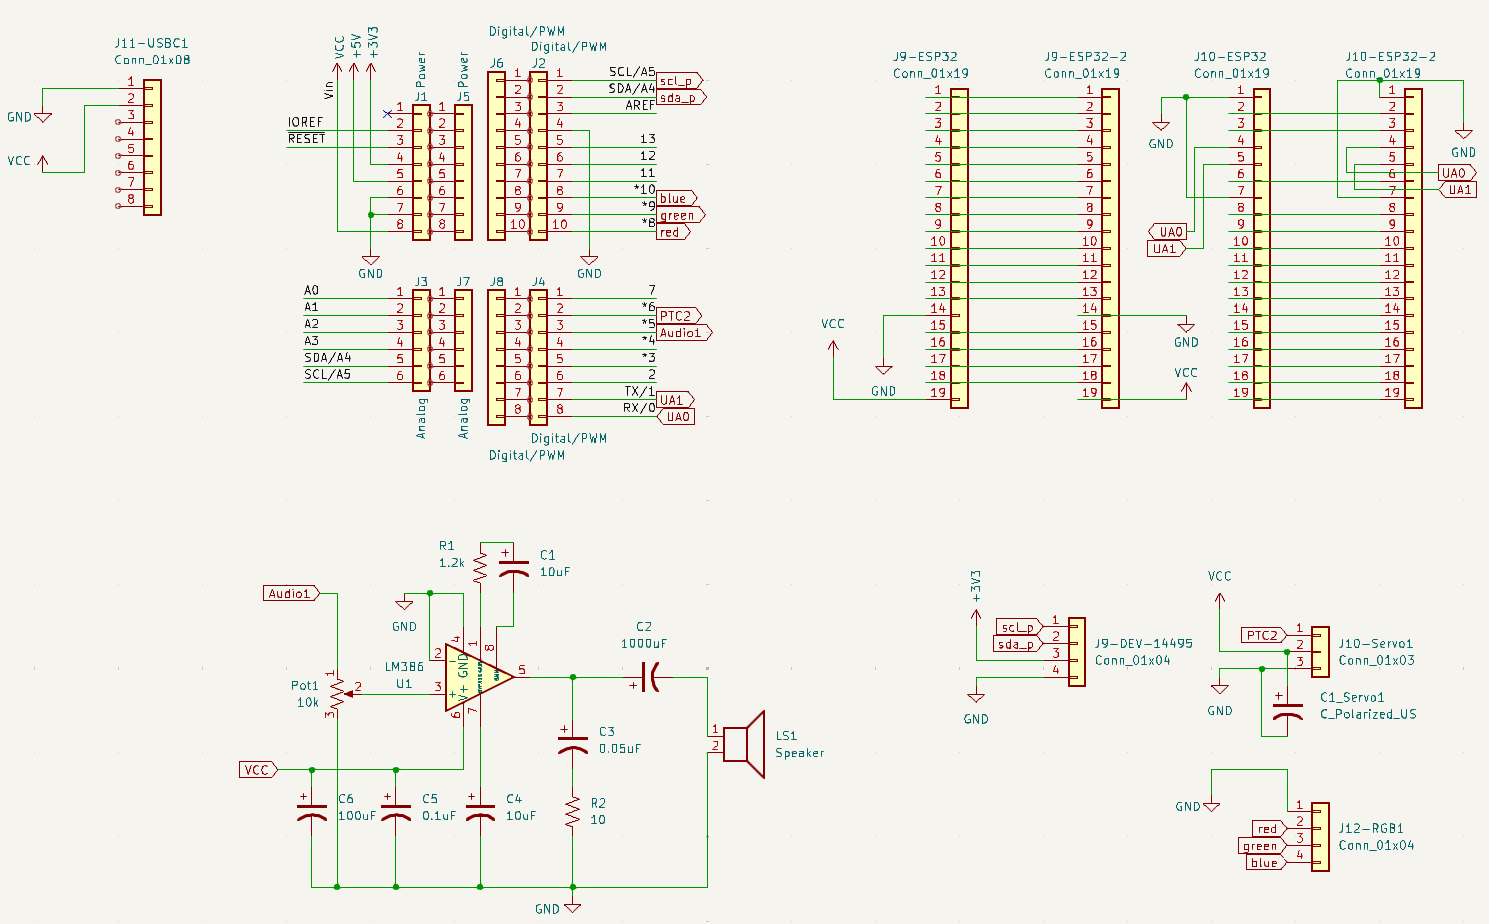 J11-USBC1
Conn_01x08
1
2
3
4
5
6
7
8
GND
VCC
Vin
VCC
+5V
+3V3
Power
Power
J1
J5
1
2
3
4
5
6
7
8
1
2
3
4
5
6
7
8
IOREF
RESET
GND
Digital/PWM
Digital/PWM
J6
J2
1
2
3
4
5
6
7
8
9
10
1
2
3
4
5
6
7
8
9
10
SCL/A5
scl_p
SDA/A4
sda_p
AREF
13
12
11
*10
blue
*9
green
*8
red
GND
J3
J7
A0
A1
A2
A3
SDA/A4
SCL/A5
1
2
3
4
5
6
1
2
3
4
5
6
Analog
Analog
J8
J4
1
2
3
4
5
6
7
8
1
2
3
4
5
6
7
8
7
*6
PTC2
*5
Audio1
*4
*3
2
TX/1
UA1
RX/0
UA0
Digital/PWM
Digital/PWM
J9-ESP32
Conn_01x19
1
2
3
4
5
6
7
8
9
10
11
12
13
14
15
16
17
18
19
VCC
GND
J9-ESP32-2
Conn_01x19
1
2
3
4
5
6
7
8
9
10
11
12
13
14
15
16
17
18
19
GND
VCC
J10-ESP32
Conn_01x19
1
2
3
4
5
6
7
8
9
10
11
12
13
14
15
16
17
18
19
GND
UA0
UA1
J10-ESP32-2
Conn_01x19
1
2
3
4
5
6
7
8
9
10
11
12
13
14
15
16
17
18
19
GND
UA0
UA1
Audio1
R1
1.2k
C1
10uF
GND
LM386
U1
4
1
8
2
3
5
6
7
-
+
GND
V+
Pot1
10k
1
2
3
C2
1000uF
+
C3
0.05uF
R2
10
1
2
LS1
Speaker
VCC
C6
100uF
C5
0.1uF
C4
10uF
GND
+3V3
scl_p
sda_p
1
2
3
4
J9-DEV-14495
Conn_01x04
GND
VCC
PTC2
1
2
3
J10-Servo1
Conn_01x03
GND
C1_Servo1
C_Polarized_US
GND
red
green
blue
1
2
3
4
J12-RGB1
Conn_01x04